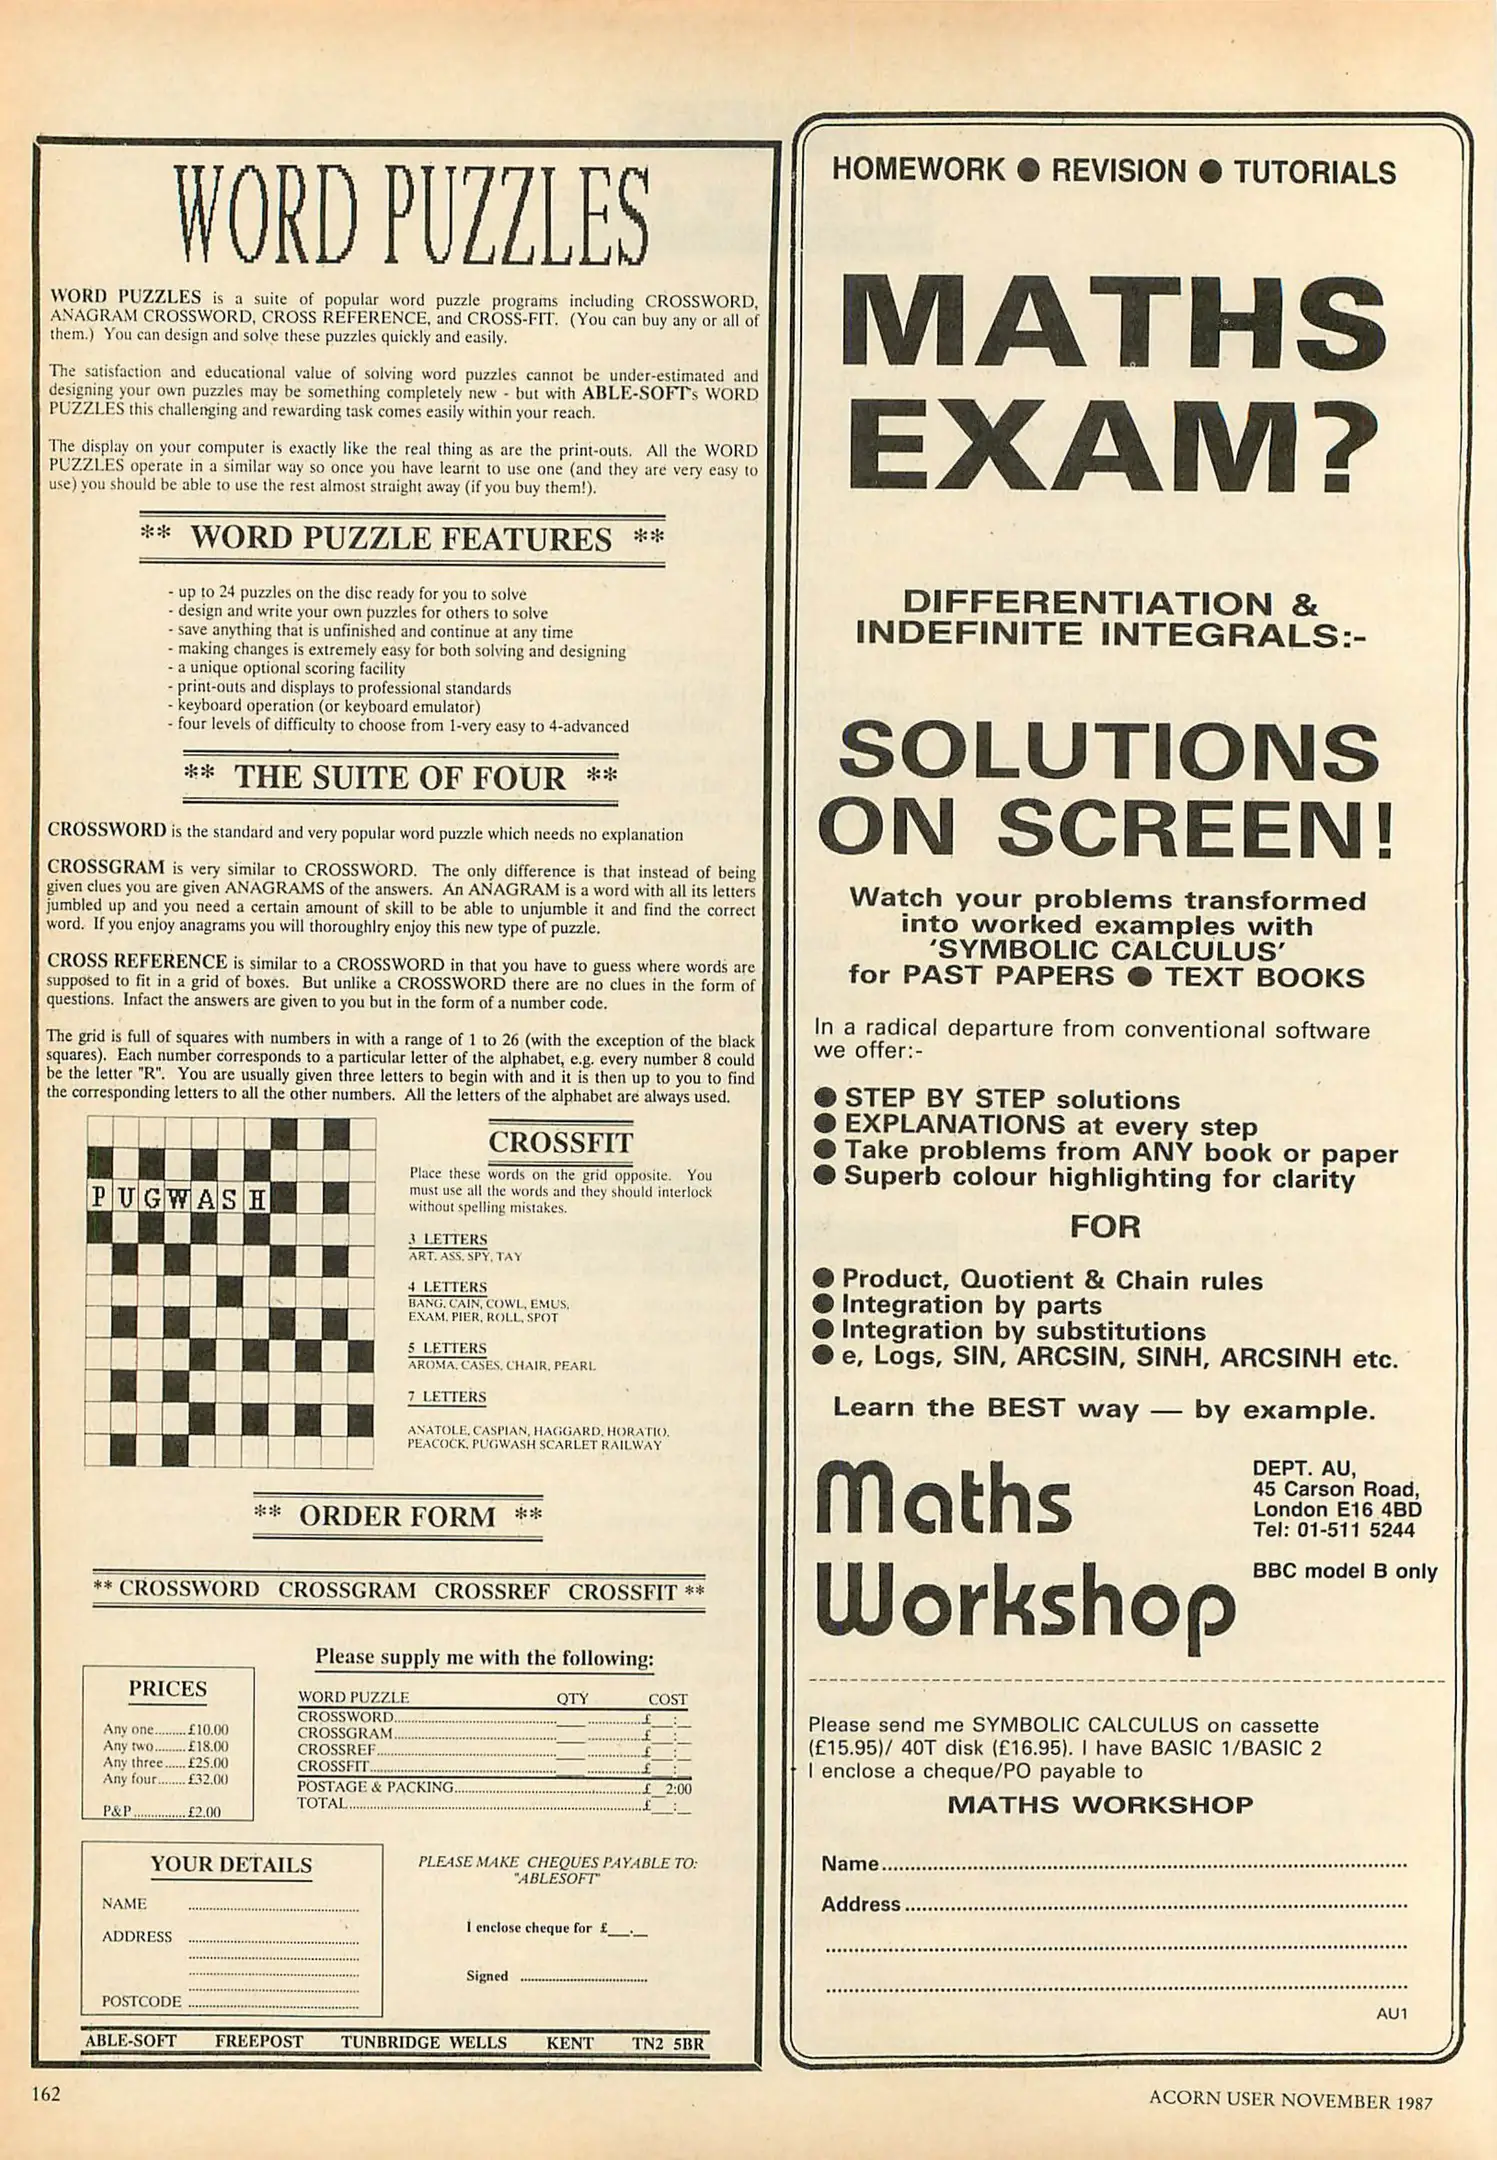 WORD PUZZLES
WORD PUZZLES is a suite of popular word puzzle programs including CROSSWORD,
ANAGRAM CROSSWORD, CROSS REFERENCE, and CROSS-FIT. (You can buy any or all of
them.) You can design and solve these puzzles quickly and easily.
The satisfaction and educational value of solving word puzzles cannot be under-estimated and
designing your own puzzles may be something completely new - but with ABLE-SOFT's WORD
PUZZLES this challenging and rewarding task comes easily within your reach.
The display on your computer is exactly like the real thing as are the print-outs. All the WORD
PUZZLES operate in a similar way so once you have learnt to use one (and they are very easy to
use) you should be able to use the rest almost straight away (if you buy them!).
** WORD PUZZLE FEATURES **
- up to 24 puzzles on the disc ready for you to solve
- design and write your own puzzles for others to solve
- save anything that is unfinished and continue at any time
- making changes is extremely easy for both solving and designing
- a unique optional scoring facility
- print-outs and displays to professional standards
- keyboard operation (or keyboard emulator)
- four levels of difficulty to choose from 1-very easy to 4-advanced
** THE SUITE OF FOUR **
CROSSWORD is the standard and very popular word puzzle which needs no explanation
CROSSGRAM is very similar to CROSSWORD. The only difference is that instead of being
given clues you are given ANAGRAMS of the answers. An ANAGRAM is a word with all its letters
jumbled up and you need a certain amount of skill to be able to unjumble it and find the correct
word. If you enjoy anagrams you will thoroughlry enjoy this new type of puzzle.
CROSS REFERENCE is similar to a CROSSWORD in that you have to guess where words are
supposed to fit in a grid of boxes. But unlike a CROSSWORD there are no clues in the form of
questions. Infact the answers are given to you but in the form of a number code.
The grid is full of squares with numbers in with a range of 1 to 26 (with the exception of the black
squares). Each number corresponds to a particular letter of the alphabet, e.g. every number 8 could
be the letter "R". You are usually given three letters to begin with and it is then up to you to find
the corresponding letters to all the other numbers. All the letters of the alphabet are always used.
PUGWASH
CROSSFIT
Place these words on the grid opposite. You
must use all the words and they should interlock
without spelling mistakes.
3 LETTERS
ART, ASS, SPY, TAY
4 LETTERS
BANG, CAIN, COWL, EMUS,
EXAM, PIER, ROLL, SPOT
5 LETTERS
AROMA, CASES, CHAIR, PEARL
7 LETTERS
ANATOLE, CASPIAN, HAGGARD, HORATIO,
PEACOCK, PUGWASH SCARLET RAILWAY
** ORDER FORM **
** CROSSWORD CROSSGRAM CROSSREF CROSSFIT **
PRICES
Any one.........£10.00
Any two.........£18.00
Any three......£25.00
Any four........£32.00
P&P...............£2.00
Please supply me with the following:
WORD PUZZLE QTY COST
CROSSWORD..........___..........£__:__
CROSSGRAM..........___..........£__:__
CROSSREF..........___..........£__:__
CROSSFIT..........___..........£__:__
POSTAGE & PACKING..........£ 2:00
TOTAL..........£__:__
YOUR DETAILS
NAME ..........
ADDRESS ..........
POSTCODE ..........
PLEASE MAKE CHEQUES PAYABLE TO:
"ABLESOFT"
I enclose cheque for £__.__
Signed ..........
ABLE-SOFT FREEPOST TUNBRIDGE WELLS KENT TN2 5BR
HOMEWORK ● REVISION ● TUTORIALS
MATHS
EXAM?
DIFFERENTIATION &
INDEFINITE INTEGRALS:-
SOLUTIONS
ON SCREEN!
Watch your problems transformed
into worked examples with
'SYMBOLIC CALCULUS'
for PAST PAPERS ● TEXT BOOKS
In a radical departure from conventional software
we offer:-
● STEP BY STEP solutions
● EXPLANATIONS at every step
● Take problems from ANY book or paper
● Superb colour highlighting for clarity
FOR
● Product, Quotient & Chain rules
● Integration by parts
● Integration by substitutions
● e, Logs, SIN, ARCSIN, SINH, ARCSINH etc.
Learn the BEST way — by example.
Maths
Workshop
DEPT. AU,
45 Carson Road,
London E16 4BD
Tel: 01-511 5244
BBC model B only
Please send me SYMBOLIC CALCULUS on cassette
(£15.95)/ 40T disk (£16.95). I have BASIC 1/BASIC 2
I enclose a cheque/PO payable to
MATHS WORKSHOP
Name..........
Address..........
AU1
162
ACORN USER NOVEMBER 1987